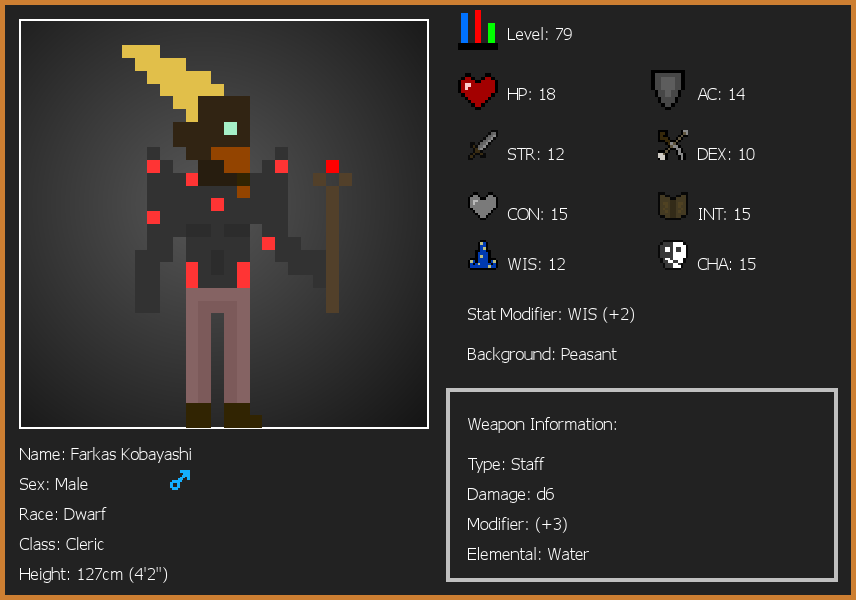 Level: 79
HP: 18
AC: 14
STR: 12
DEX: 10
CON: 15
INT: 15
WIS: 12
CHA: 15
Stat Modifier: WIS (+2)
Background: Peasant
Name: Farkas Kobayashi
Sex: Male
Race: Dwarf
Class: Cleric
Height: 127cm (4'2")
Weapon Information:
Type: Staff
Damage: d6
Modifier: (+3)
Elemental: Water